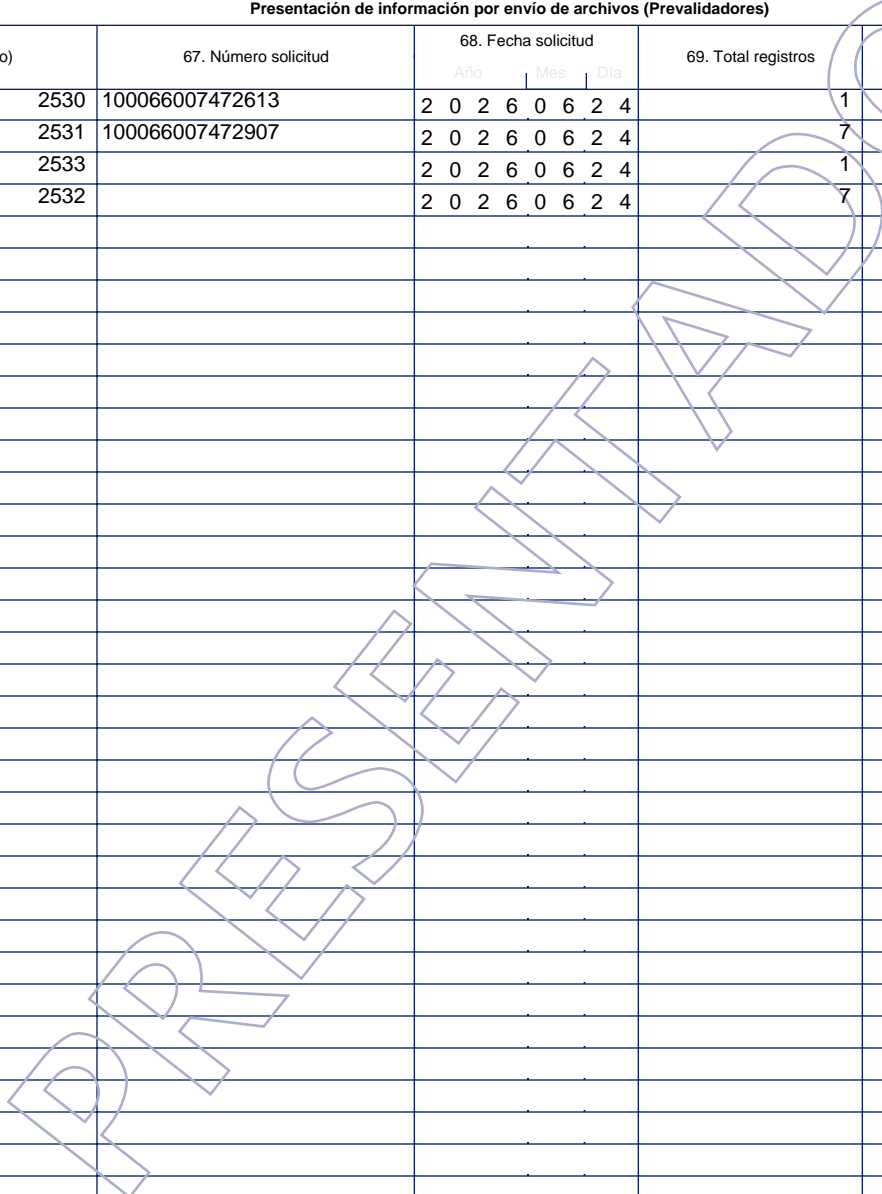 Presentación de información por envío de archivos (Prevalidadores)
o) 67. Número solicitud 68. Fecha solicitud 69. Total registros
Año Mes Día
2530 100066007472613 2 0 2 6 0 6 2 4 1
2531 100066007472907 2 0 2 6 0 6 2 4 7
2533 2 0 2 6 0 6 2 4 1
2532 2 0 2 6 0 6 2 4 7
PRESENTADO